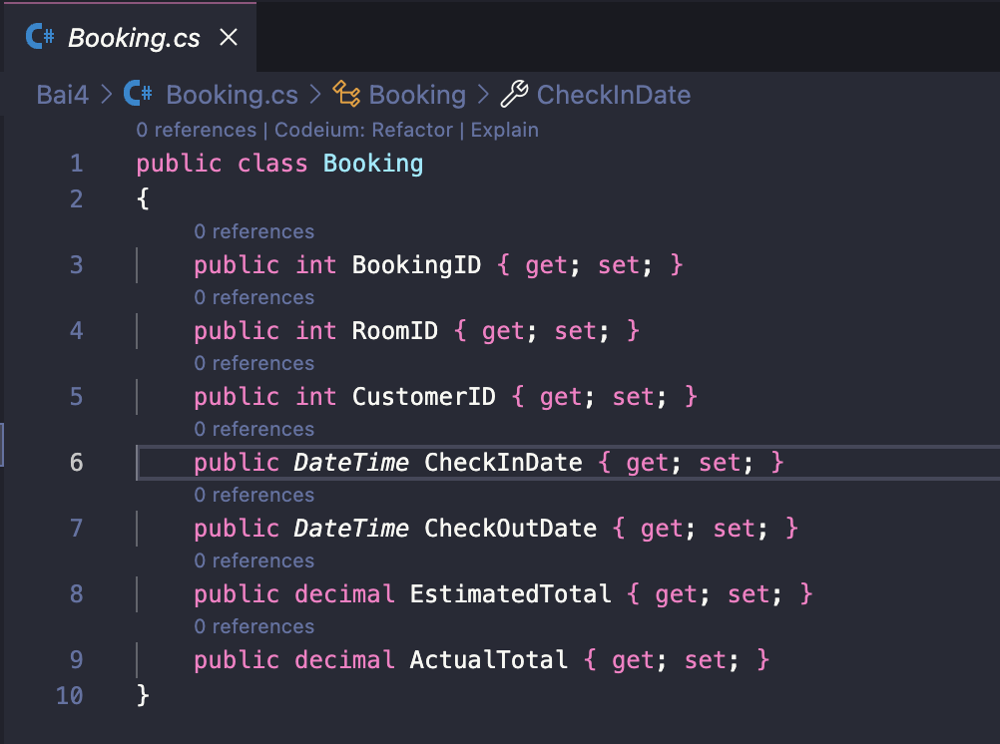 C# Booking.cs ×
Bai4 > C# Booking.cs > Booking > CheckInDate
0 references | Codeium: Refactor | Explain
1 public class Booking
2 {
0 references
3 public int BookingID { get; set; }
0 references
4 public int RoomID { get; set; }
0 references
5 public int CustomerID { get; set; }
0 references
6 public DateTime CheckInDate { get; set; }
0 references
7 public DateTime CheckOutDate { get; set; }
0 references
8 public decimal EstimatedTotal { get; set; }
0 references
9 public decimal ActualTotal { get; set; }
10 }